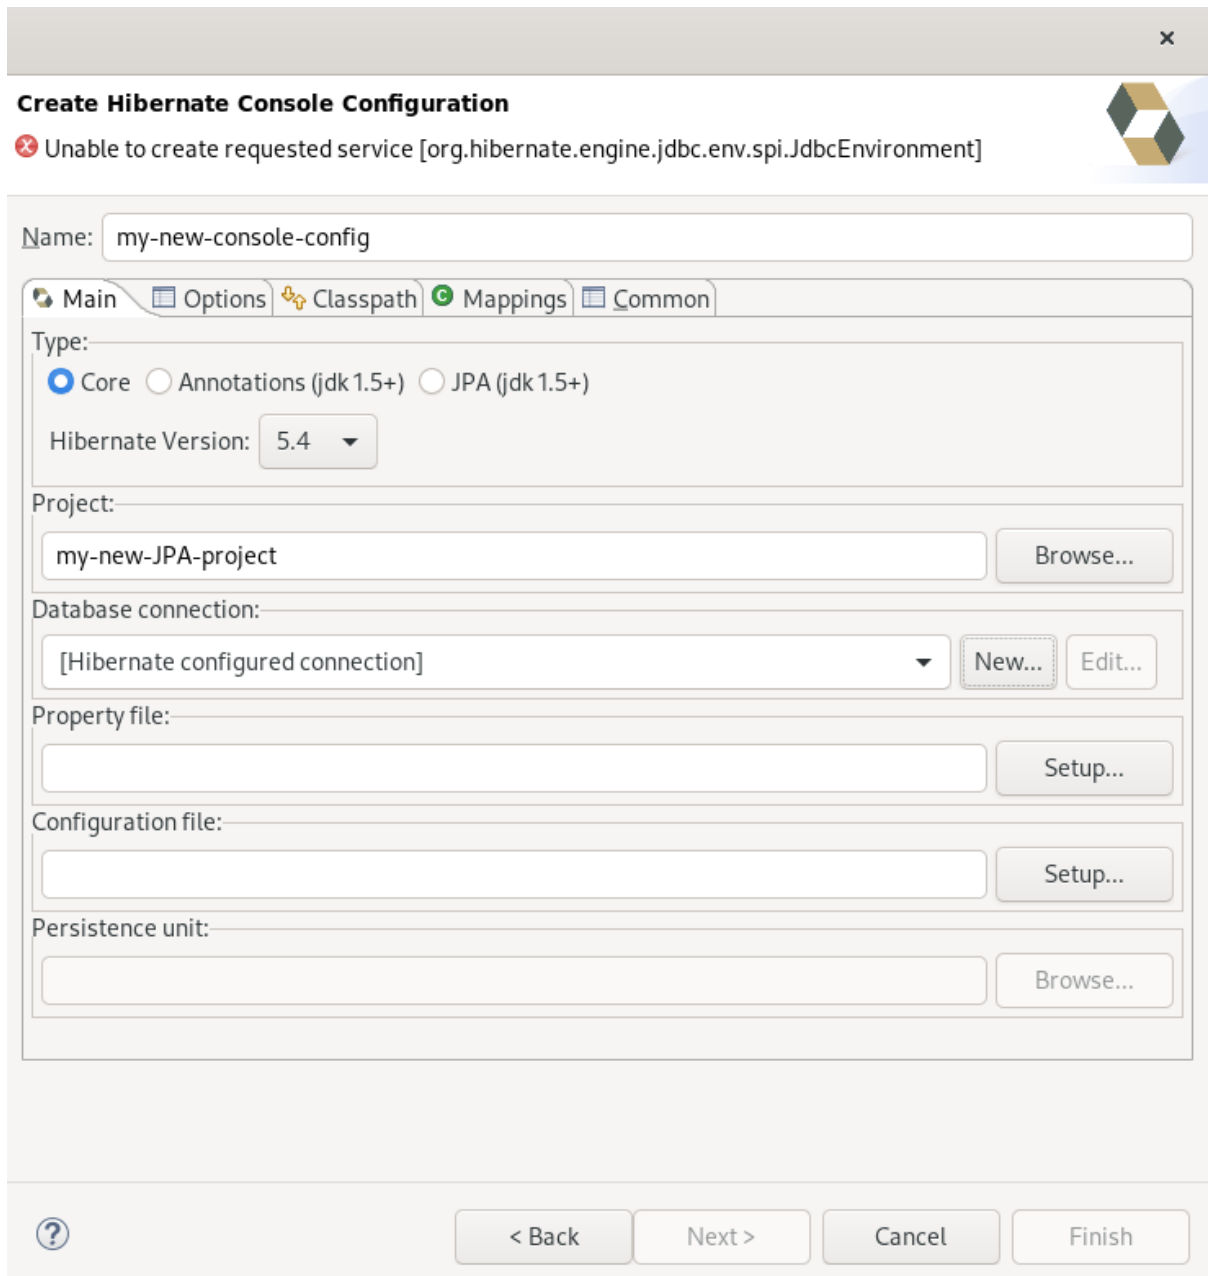 ×
Create Hibernate Console Configuration
Unable to create requested service [org.hibernate.engine.jdbc.env.spi.JdbcEnvironment]
Name: my-new-console-config
Main Options Classpath C Mappings Common
Type:
Core Annotations (jdk 1.5+) JPA (jdk 1.5+)
Hibernate Version: 5.4
Project:
my-new-JPA-project Browse...
Database connection:
[Hibernate configured connection] New... Edit...
Property file:
Setup...
Configuration file:
Setup...
Persistence unit:
Browse...
? < Back Next > Cancel Finish